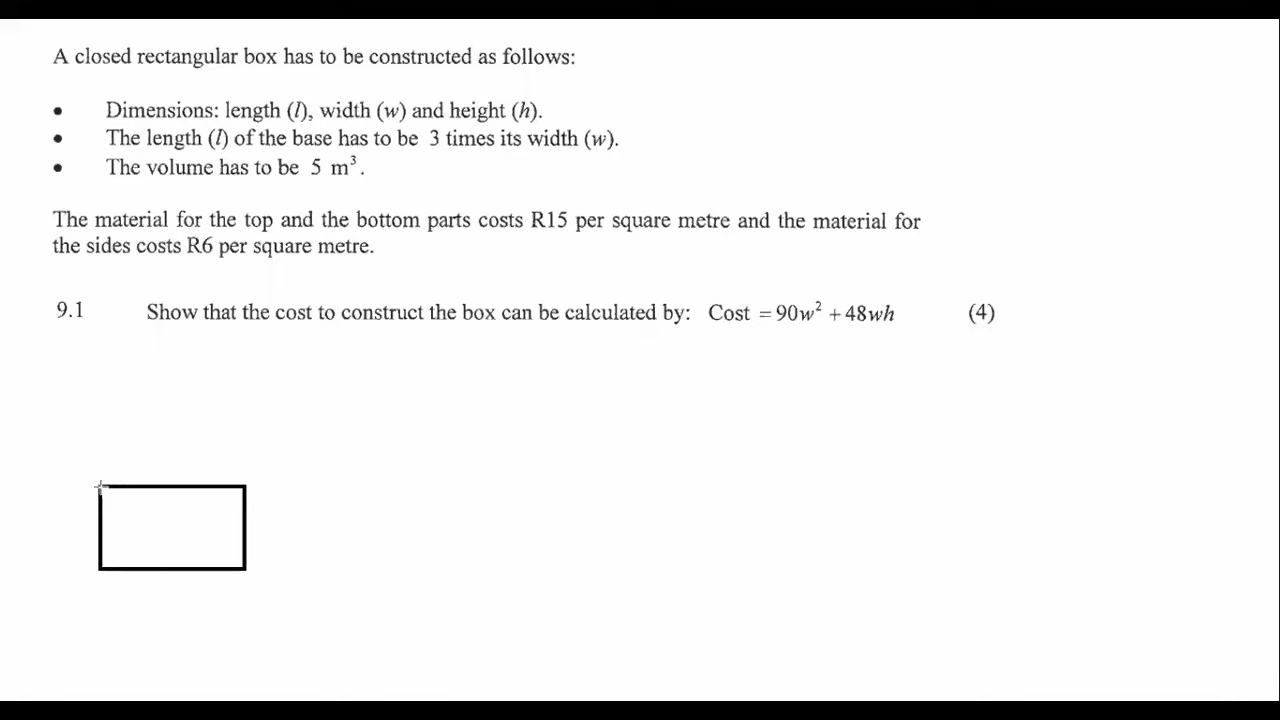 A closed rectangular box has to be constructed as follows:
• Dimensions: length (l), width (w) and height (h).
• The length (l) of the base has to be 3 times its width (w).
• The volume has to be 5 m³.
The material for the top and the bottom parts costs R15 per square metre and the material for
the sides costs R6 per square metre.
9.1 Show that the cost to construct the box can be calculated by: Cost = 90w² + 48wh (4)